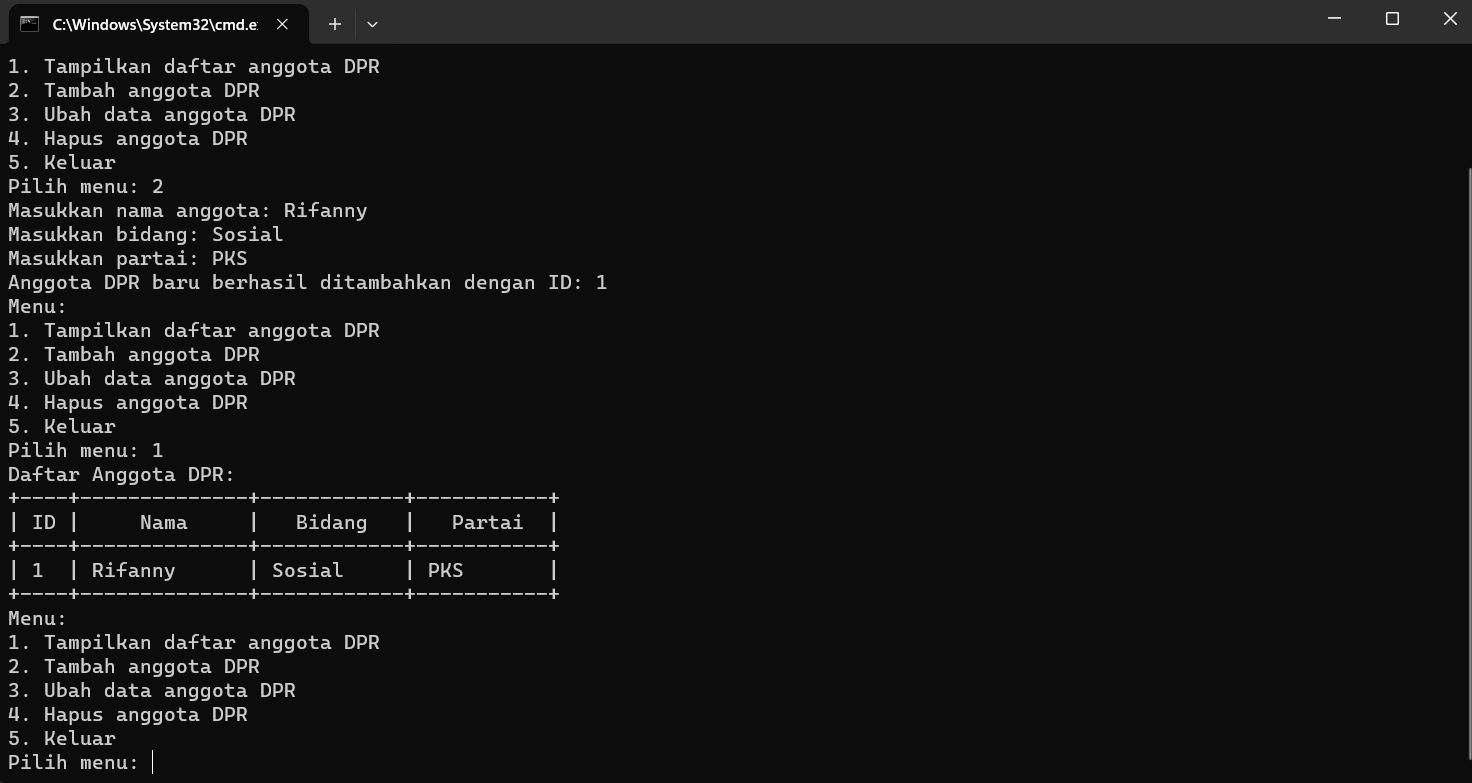 C:\Windows\System32\cmd.e
1. Tampilkan daftar anggota DPR
2. Tambah anggota DPR
3. Ubah data anggota DPR
4. Hapus anggota DPR
5. Keluar
Pilih menu: 2
Masukkan nama anggota: Rifanny
Masukkan bidang: Sosial
Masukkan partai: PKS
Anggota DPR baru berhasil ditambahkan dengan ID: 1
Menu:
1. Tampilkan daftar anggota DPR
2. Tambah anggota DPR
3. Ubah data anggota DPR
4. Hapus anggota DPR
5. Keluar
Pilih menu: 1
Daftar Anggota DPR:
+----+--------------+------------+-----------+
| ID |     Nama     |   Bidang   |   Partai  |
+----+--------------+------------+-----------+
| 1  | Rifanny      | Sosial     | PKS       |
+----+--------------+------------+-----------+
Menu:
1. Tampilkan daftar anggota DPR
2. Tambah anggota DPR
3. Ubah data anggota DPR
4. Hapus anggota DPR
5. Keluar
Pilih menu: